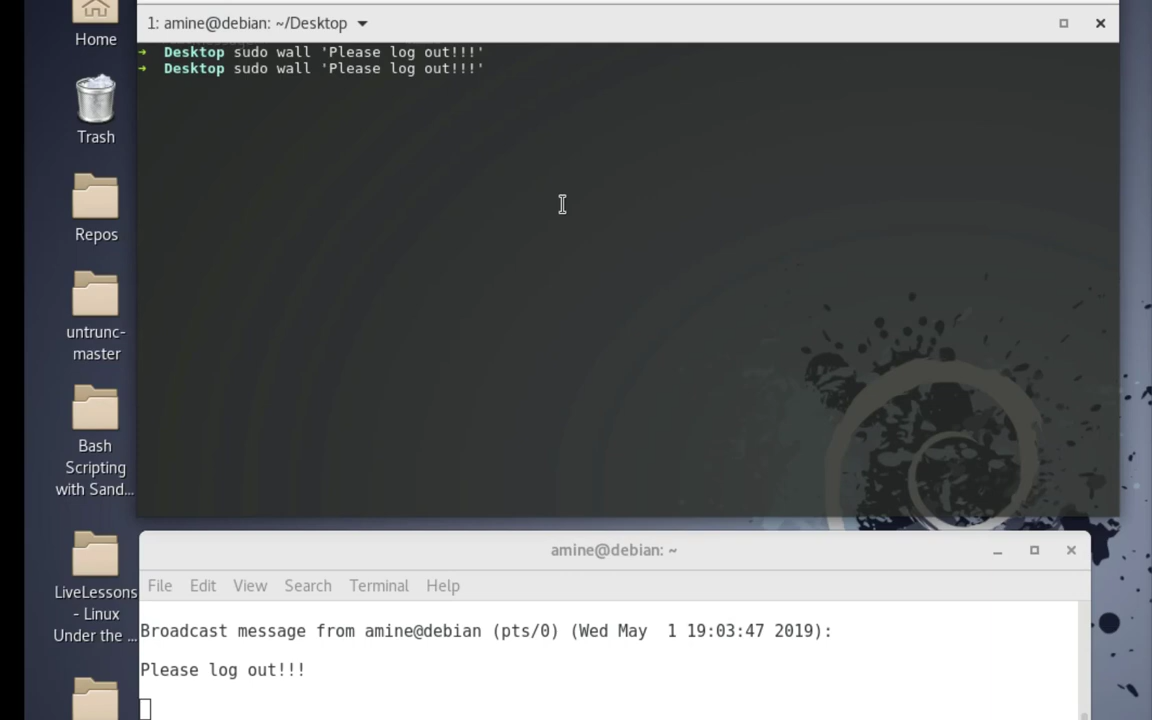 Home
Trash
Repos
untrunc-
master
Bash
Scripting
with Sand...
LiveLessons
- Linux
Under the ...
1: amine@debian: ~/Desktop
➜ Desktop sudo wall 'Please log out!!!'
➜ Desktop sudo wall 'Please log out!!!'
amine@debian: ~
File Edit View Search Terminal Help
Broadcast message from amine@debian (pts/0) (Wed May  1 19:03:47 2019):
Please log out!!!